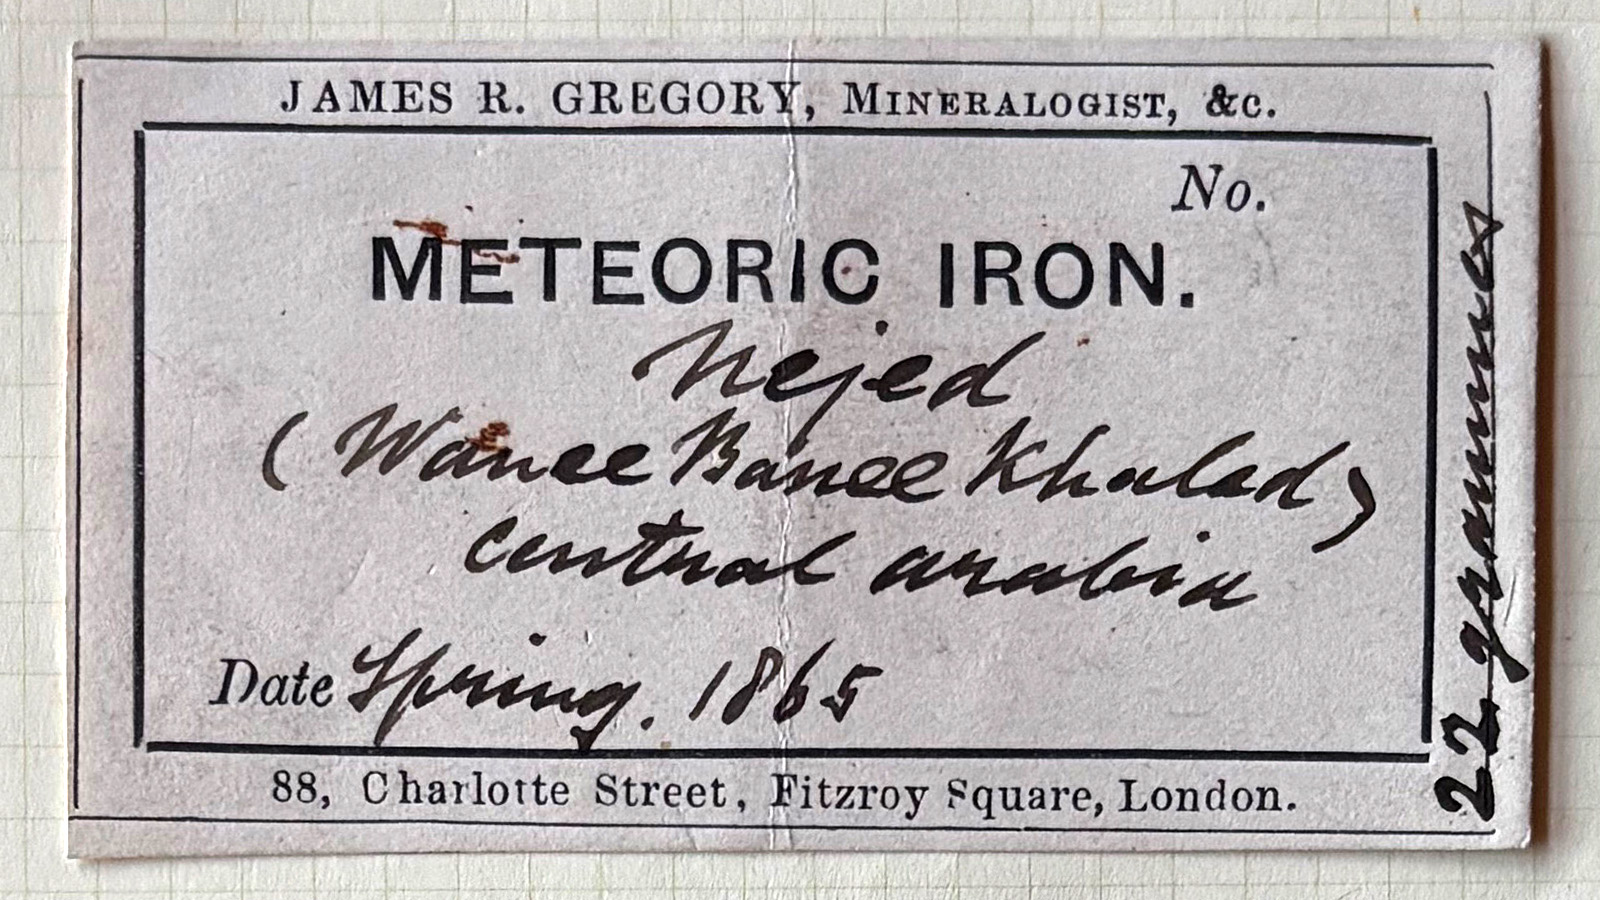 JAMES R. GREGORY, MINERALOGIST, &c.
No.
METEORIC IRON.
Nejed
(Wanee Banee Khalad)
central arabia
Date Spring. 1865
88, Charlotte Street, Fitzroy Square, London.
22 grammes